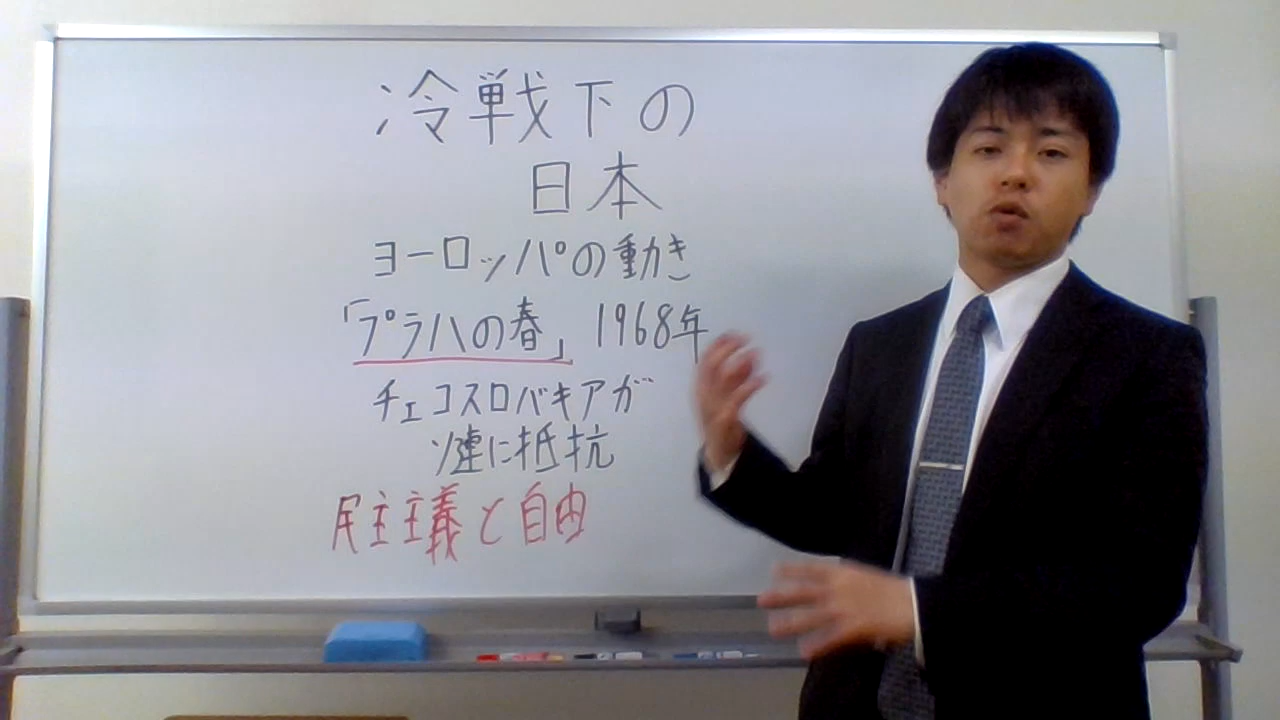 冷戦下の
日本
ヨーロッパの動き
「プラハの春」 1968年
チェコスロバキアが
ソ連に抵抗
民主主義と自由